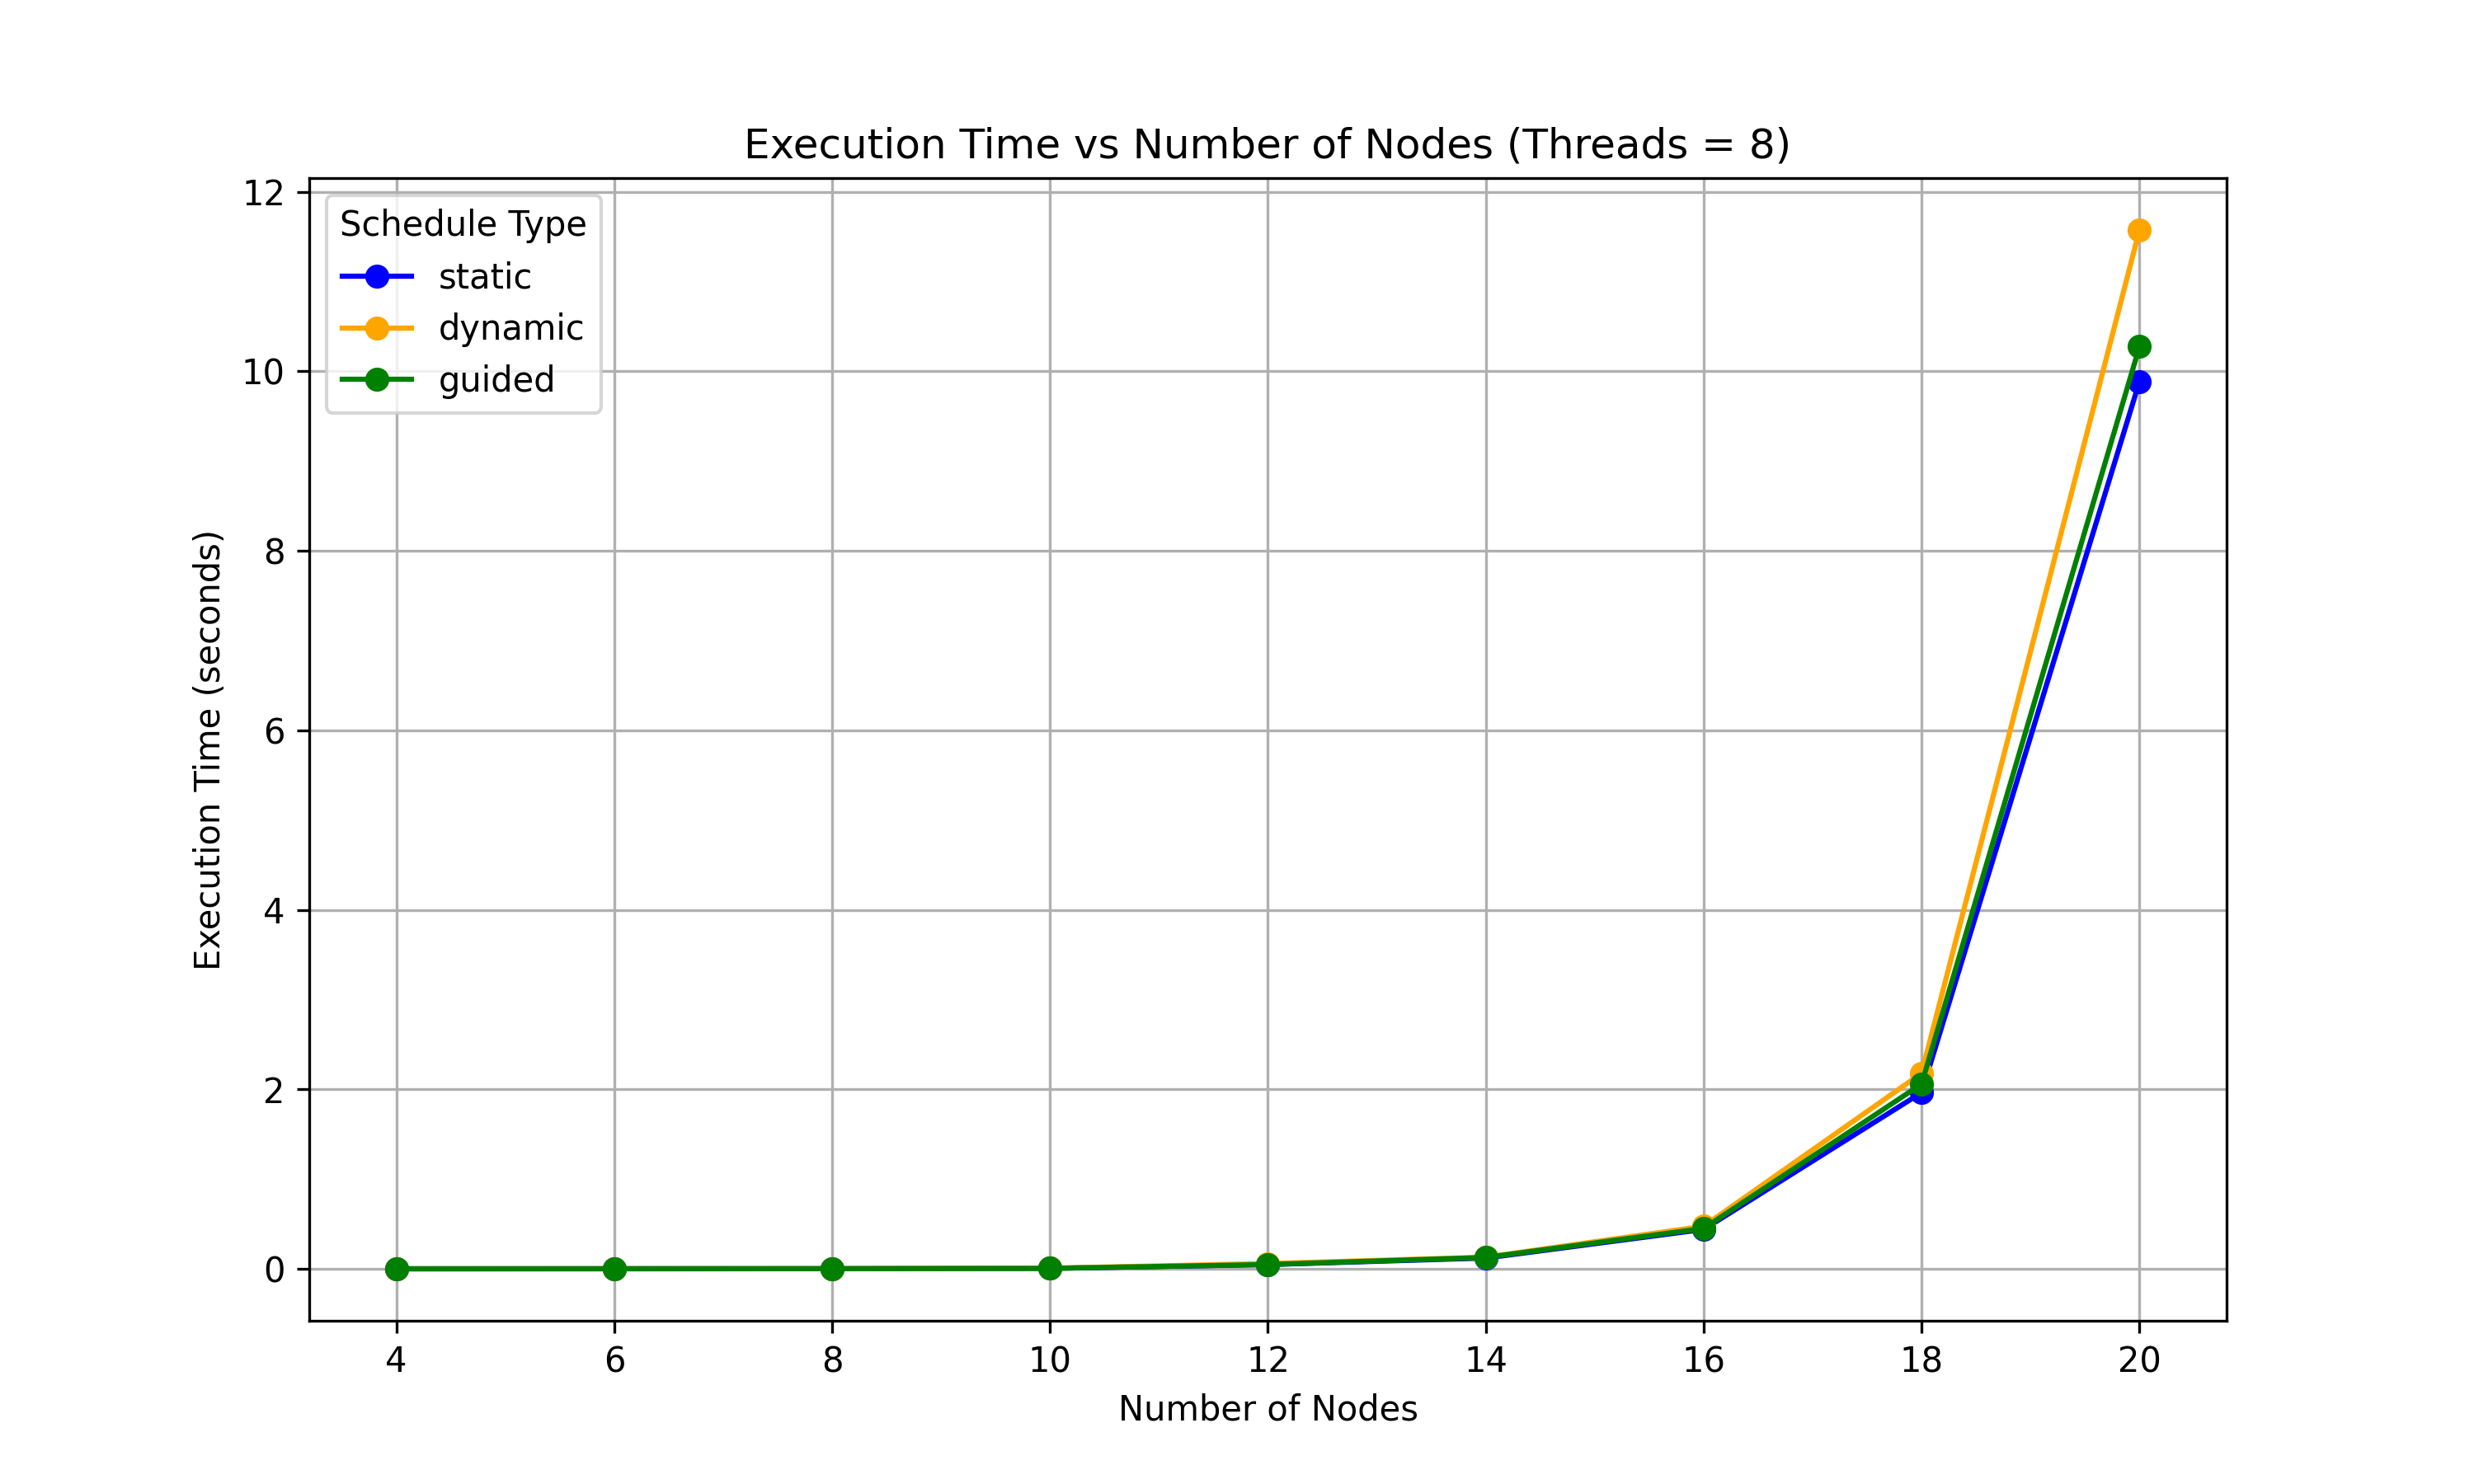 Execution Time vs Number of Nodes (Threads = 8)
Schedule Type
static
dynamic
guided
Execution Time (seconds)
12
10
8
6
4
2
0
4 6 8 10 12 14 16 18 20
Number of Nodes